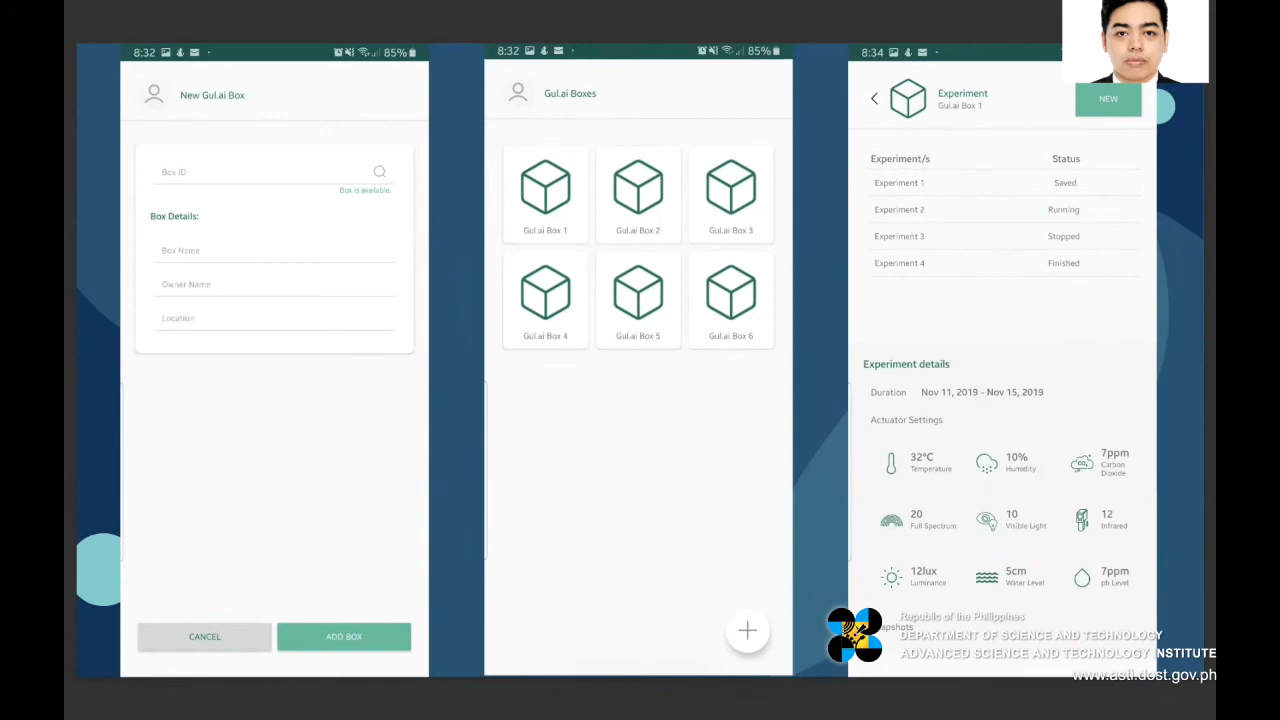 8:32
85%
New Gul.ai Box
Box ID
Box is available.
Box Details:
Box Name
Owner Name
Location
CANCEL
ADD BOX
8:32
85%
Gul.ai Boxes
Gul.ai Box 1
Gul.ai Box 2
Gul.ai Box 3
Gul.ai Box 4
Gul.ai Box 5
Gul.ai Box 6
8:34
Experiment
Gul.ai Box 1
NEW
Experiment/s Status
Experiment 1 Saved
Experiment 2 Running
Experiment 3 Stopped
Experiment 4 Finished
Experiment details
Duration Nov 11, 2019 - Nov 15, 2019
Actuator Settings
32°C
Temperature
10%
Humidity
7ppm
Carbon
Dioxide
CO2
20
Full Spectrum
10
Visible Light
12
Infrared
12lux
Luminance
5cm
Water Level
7ppm
ph Level
Republic of the Philippines
DEPARTMENT OF SCIENCE AND TECHNOLOGY
ADVANCED SCIENCE AND TECHNOLOGY INSTITUTE
www.asti.dost.gov.ph